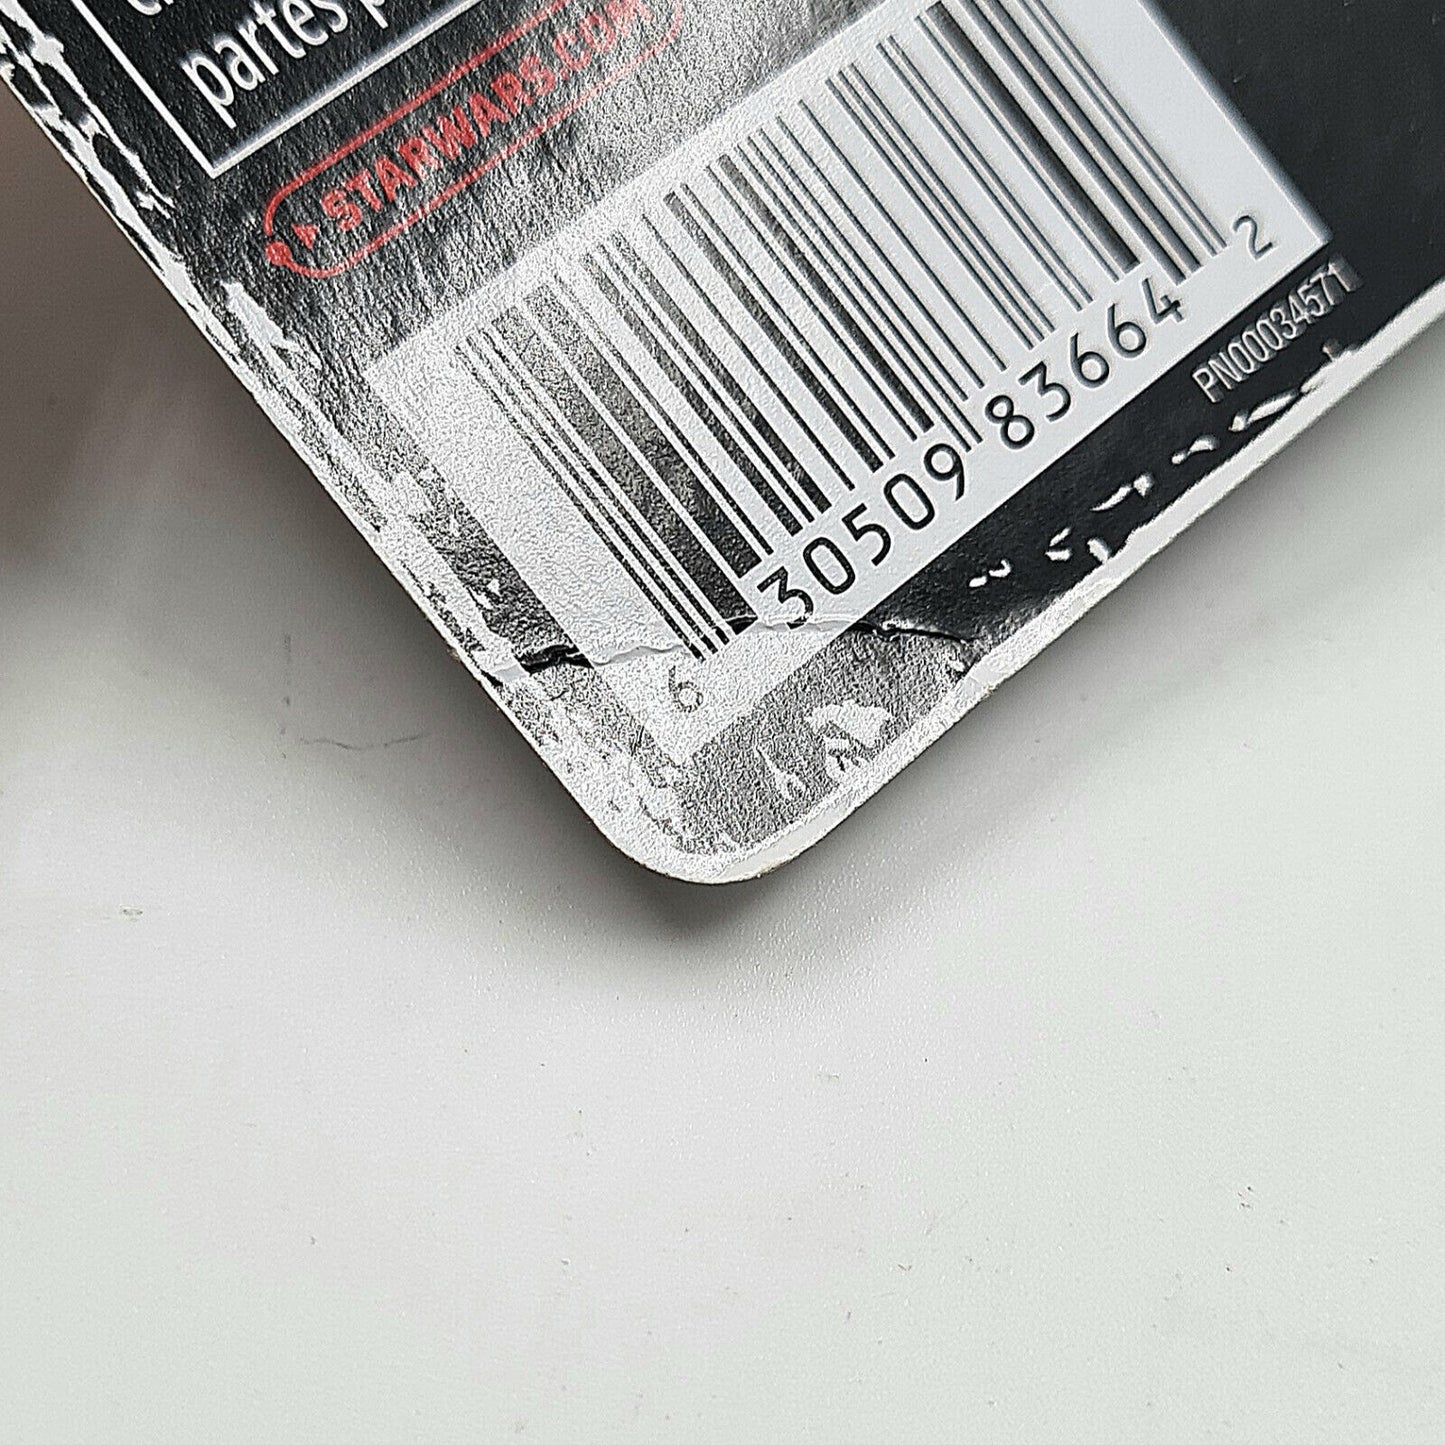 partes
STARWARS.COM
6 30509 83664 2
PN00034571